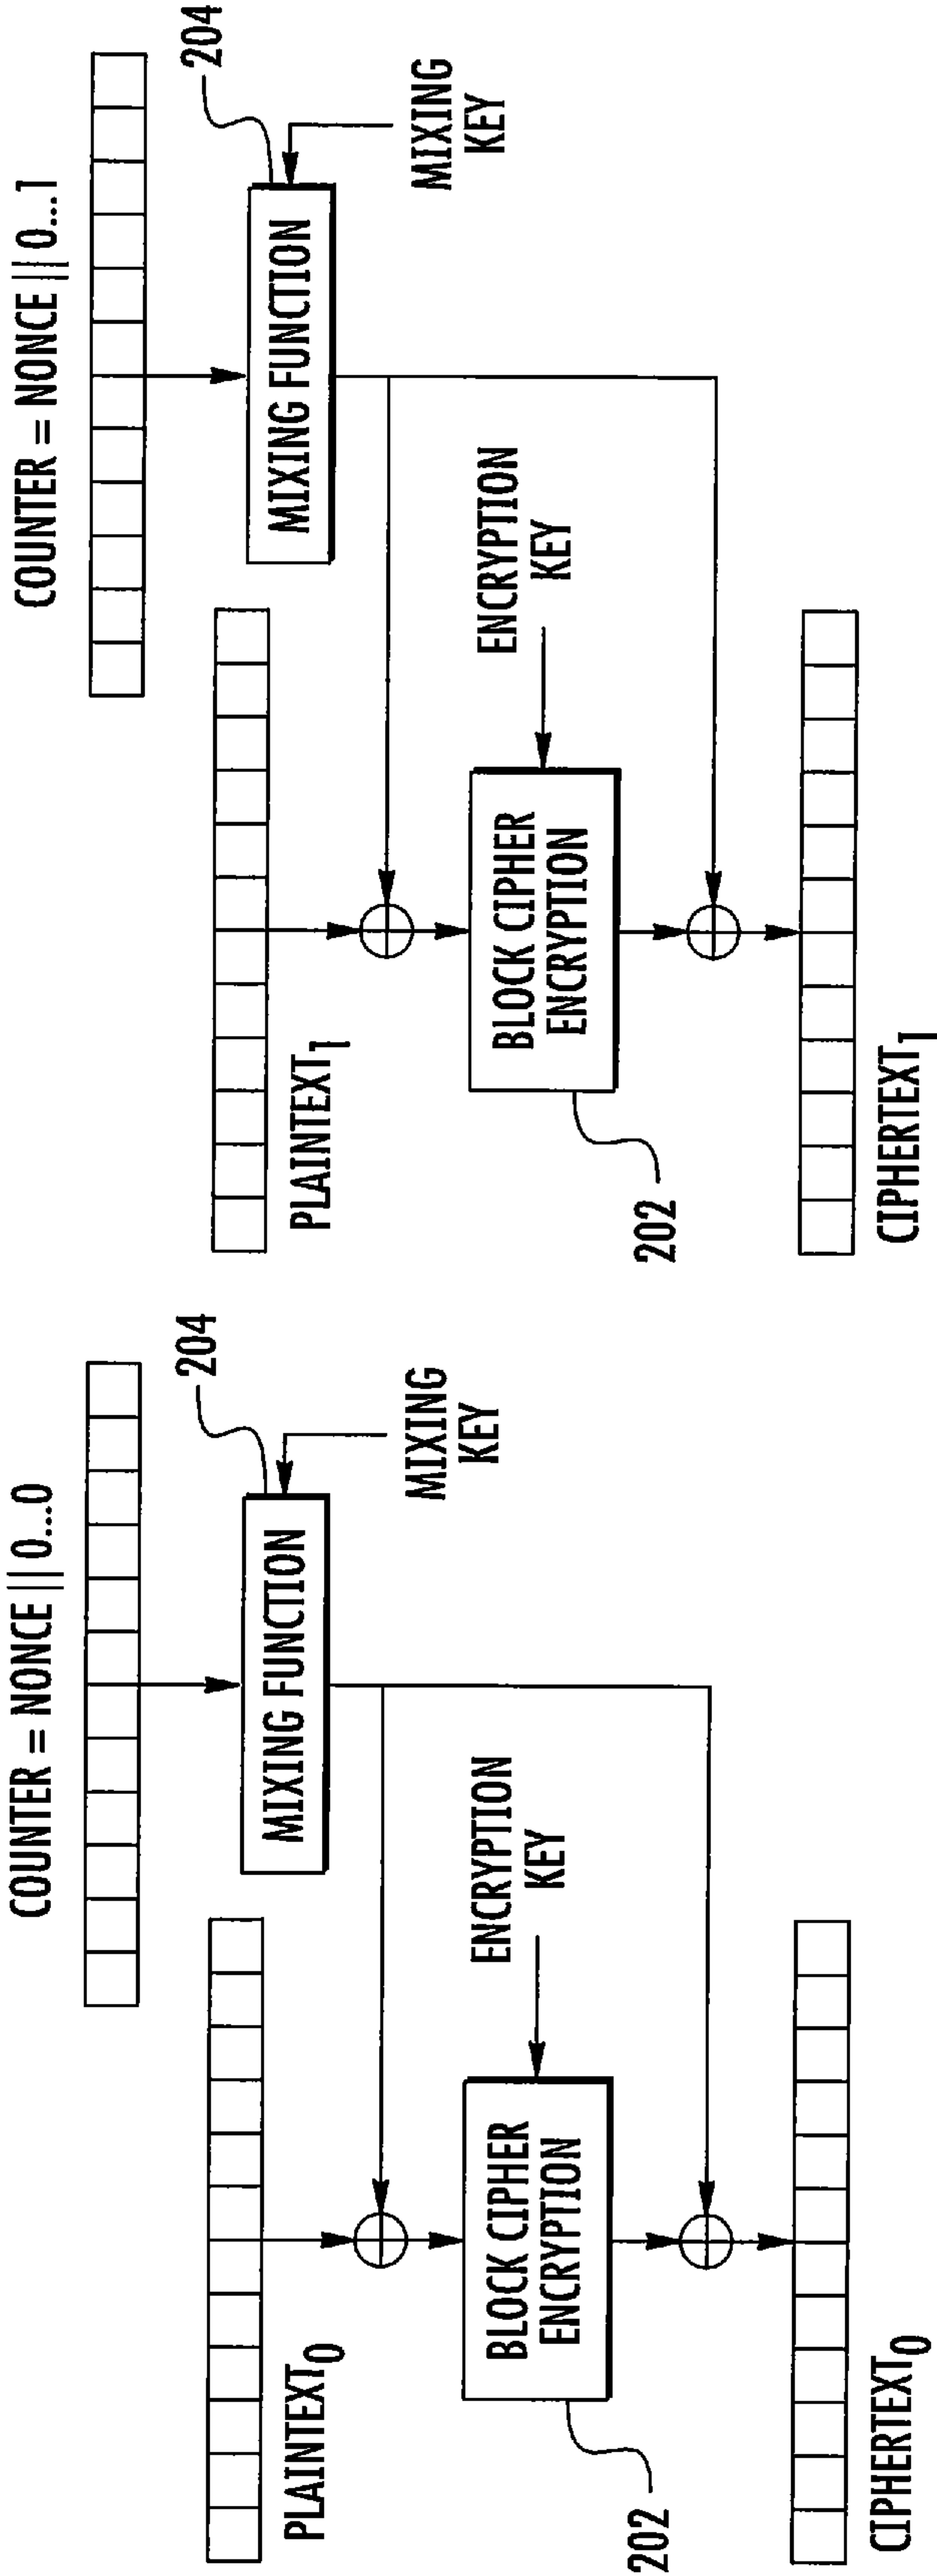 COUNTER = NONCE || 0...0
204
MIXING FUNCTION
MIXING
KEY
PLAINTEXT0
ENCRYPTION
KEY
BLOCK CIPHER
ENCRYPTION
202
CIPHERTEXT0
COUNTER = NONCE || 0...1
204
MIXING FUNCTION
MIXING
KEY
PLAINTEXT1
ENCRYPTION
KEY
BLOCK CIPHER
ENCRYPTION
202
CIPHERTEXT1